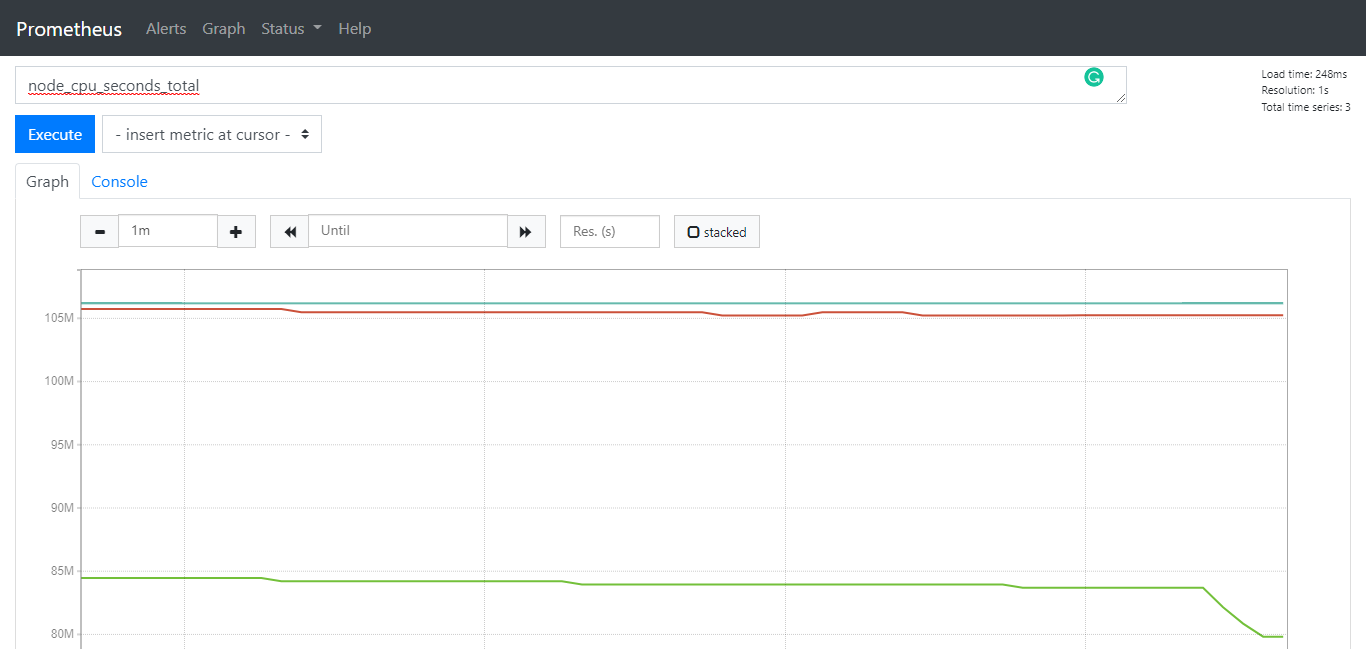 Prometheus Alerts Graph Status Help
node_cpu_seconds_total
Load time: 248ms
Resolution: 1s
Total time series: 3
Execute - insert metric at cursor -
Graph Console
1m Until Res. (s) stacked
105M
100M
95M
90M
85M
80M